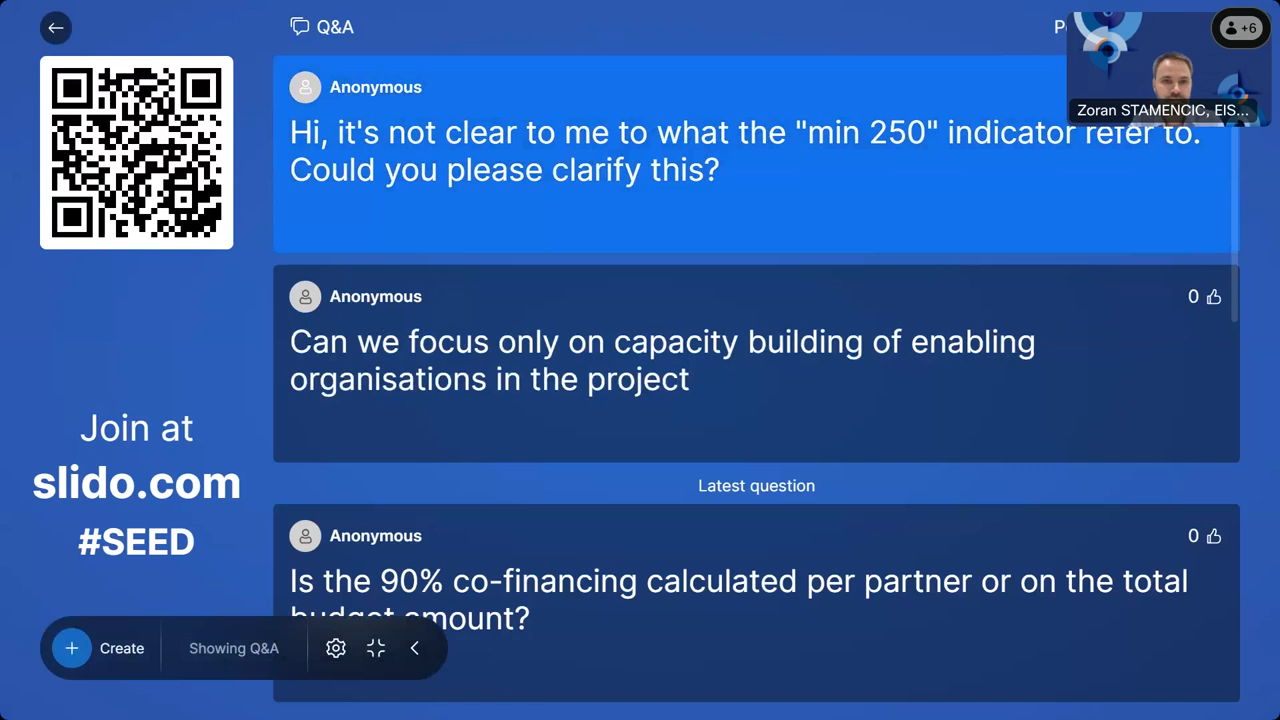 Q&A
+6
Zoran STAMENCIC, EIS...
Anonymous
Hi, it's not clear to me to what the "min 250" indicator refer to.
Could you please clarify this?
Anonymous
0
Can we focus only on capacity building of enabling
organisations in the project
Join at
slido.com
#SEED
Latest question
Anonymous
0
Is the 90% co-financing calculated per partner or on the total
budget amount?
Create
Showing Q&A